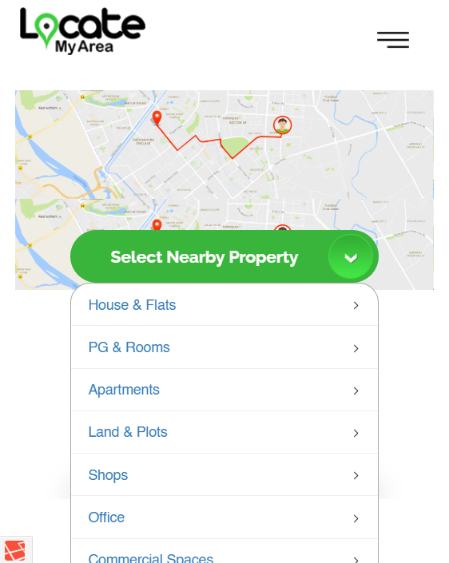 Locate
My Area
Select Nearby Property
House & Flats
PG & Rooms
Apartments
Land & Plots
Shops
Office
Commercial Spaces